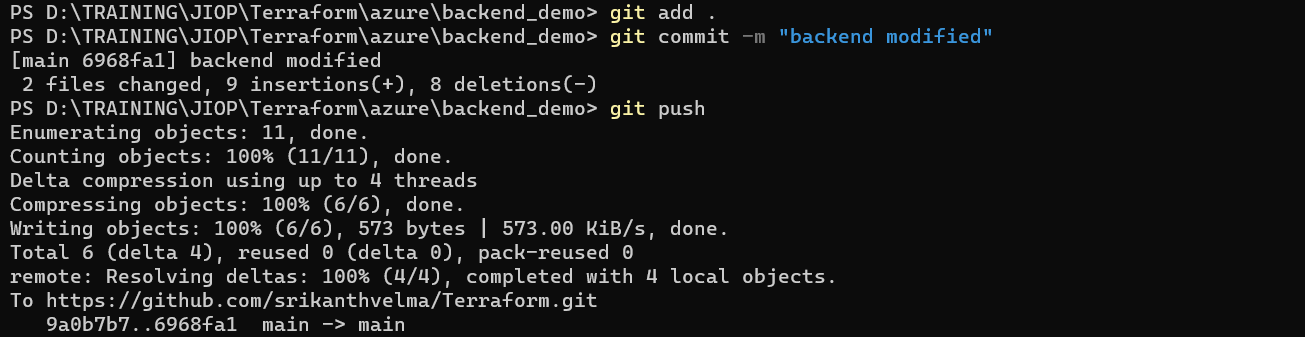 PS D:\TRAINING\JIOP\Terraform\azure\backend_demo> git add .
PS D:\TRAINING\JIOP\Terraform\azure\backend_demo> git commit -m "backend modified"
[main 6968fa1] backend modified
 2 files changed, 9 insertions(+), 8 deletions(-)
PS D:\TRAINING\JIOP\Terraform\azure\backend_demo> git push
Enumerating objects: 11, done.
Counting objects: 100% (11/11), done.
Delta compression using up to 4 threads
Compressing objects: 100% (6/6), done.
Writing objects: 100% (6/6), 573 bytes | 573.00 KiB/s, done.
Total 6 (delta 4), reused 0 (delta 0), pack-reused 0
remote: Resolving deltas: 100% (4/4), completed with 4 local objects.
To https://github.com/srikanthvelma/Terraform.git
   9a0b7b7..6968fa1  main -> main